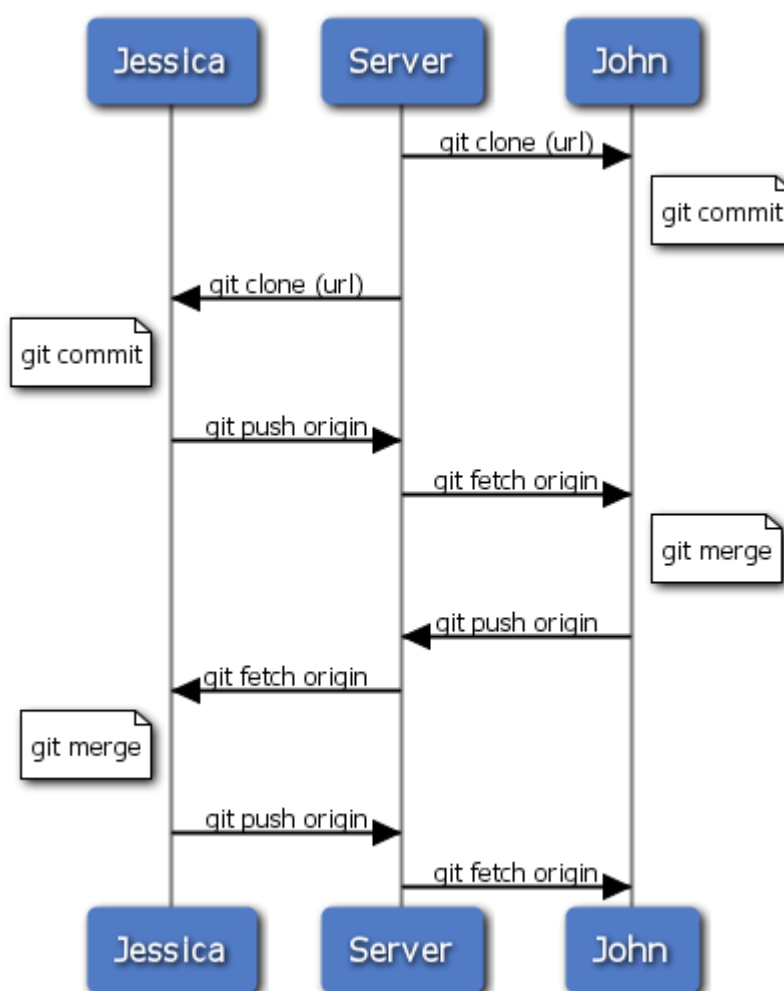 Jessica
Server
John
git clone (url)
git commit
git clone (url)
git commit
git push origin
git fetch origin
git merge
git push origin
git fetch origin
git merge
git push origin
git fetch origin
Jessica
Server
John